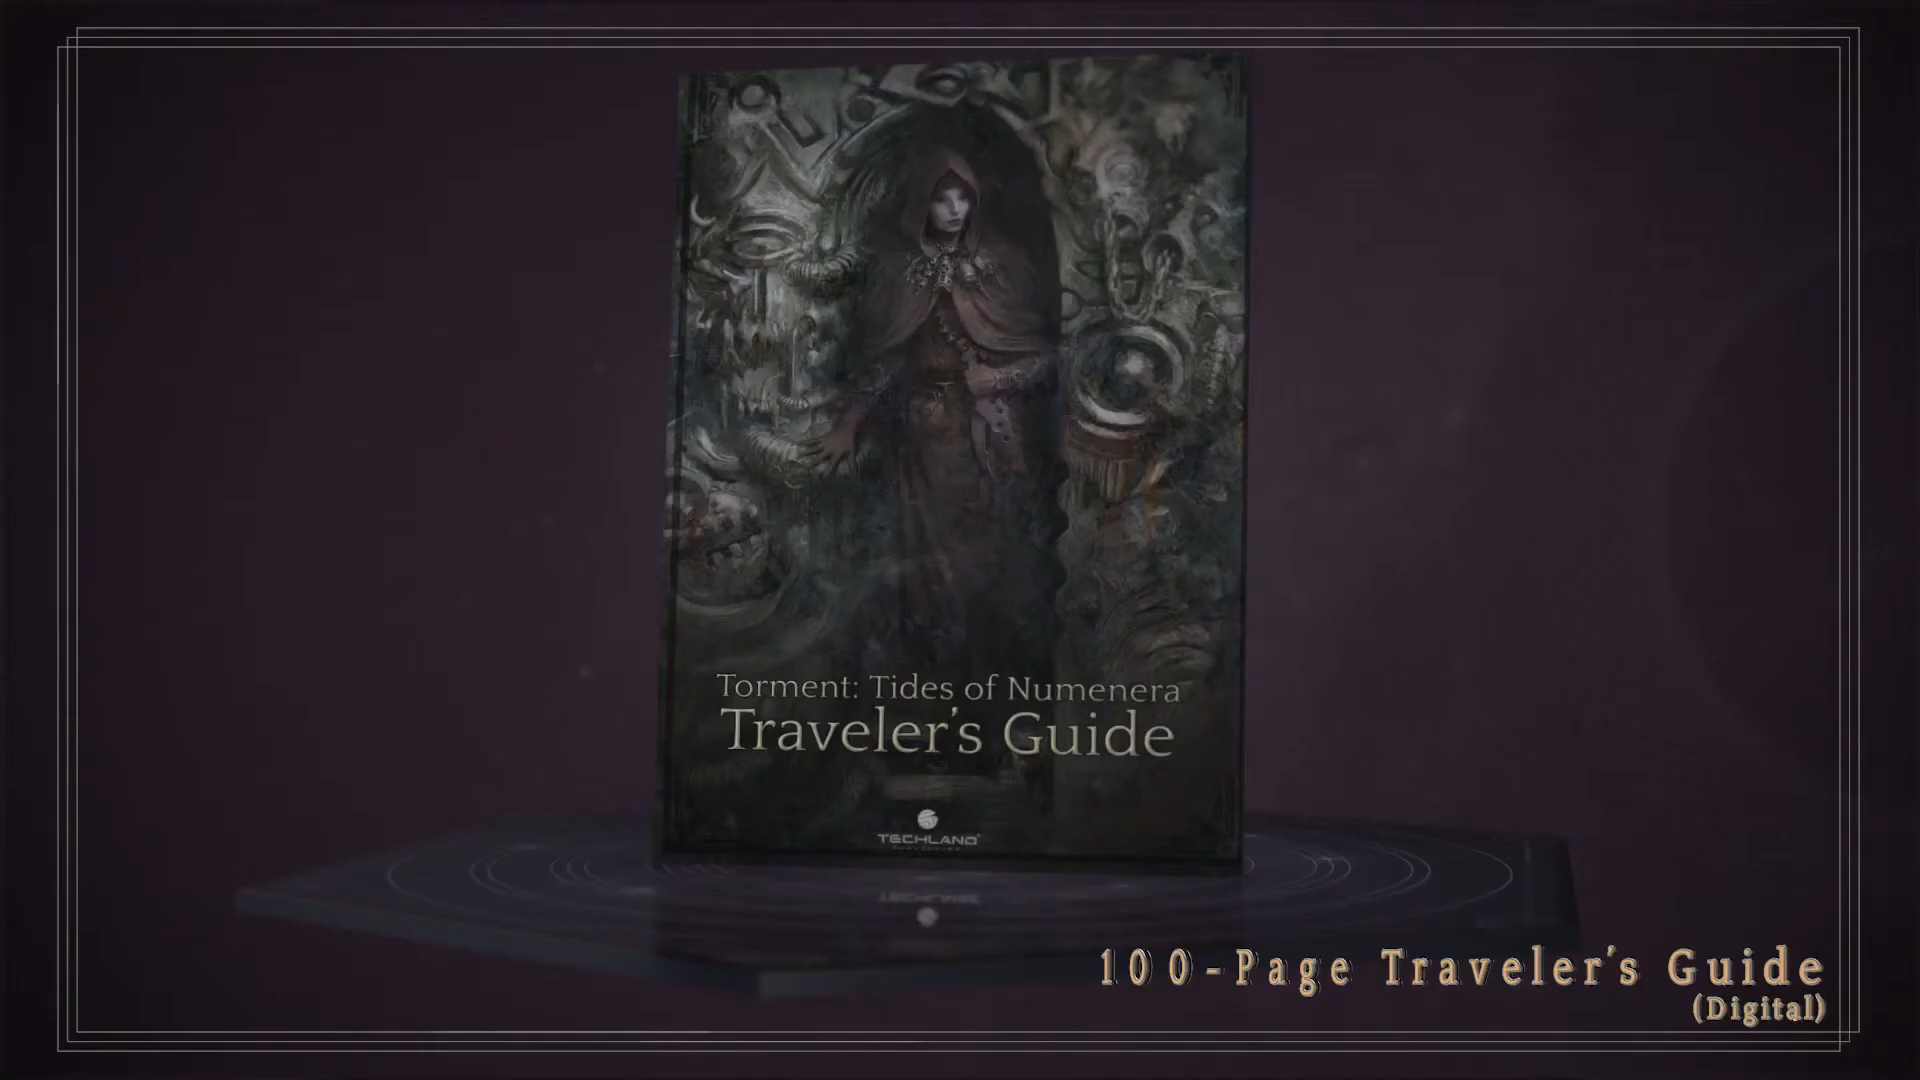 Torment: Tides of Numenera
Traveler's Guide
TECHLAND
100-Page Traveler's Guide
(Digital)